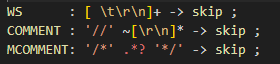 WS       : [ \t\r\n]+ -> skip ;
COMMENT  : '//' ~[\r\n]* -> skip ;
MCOMMENT: '/*' .*? '*/' -> skip ;